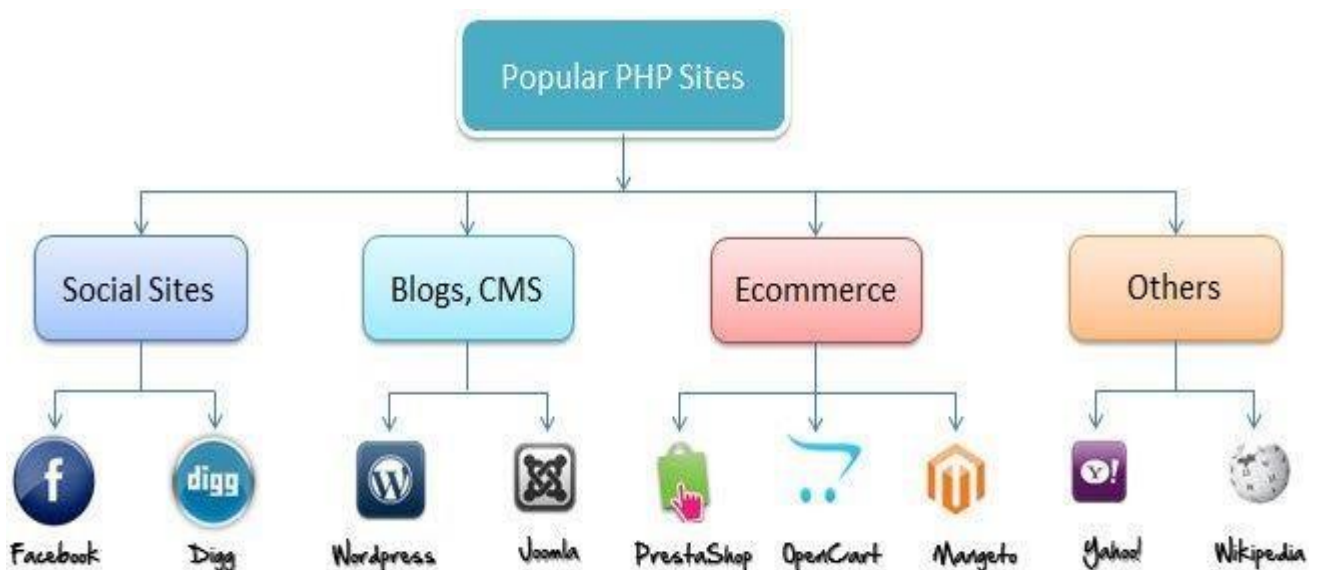 Popular PHP Sites
Social Sites
Blogs, CMS
Ecommerce
Others
f
digg
W
Y!
Facebook
Digg
Wordpress
Joomla
PrestaShop
OpenCart
Mangeto
Yahoo!
Wikipedia